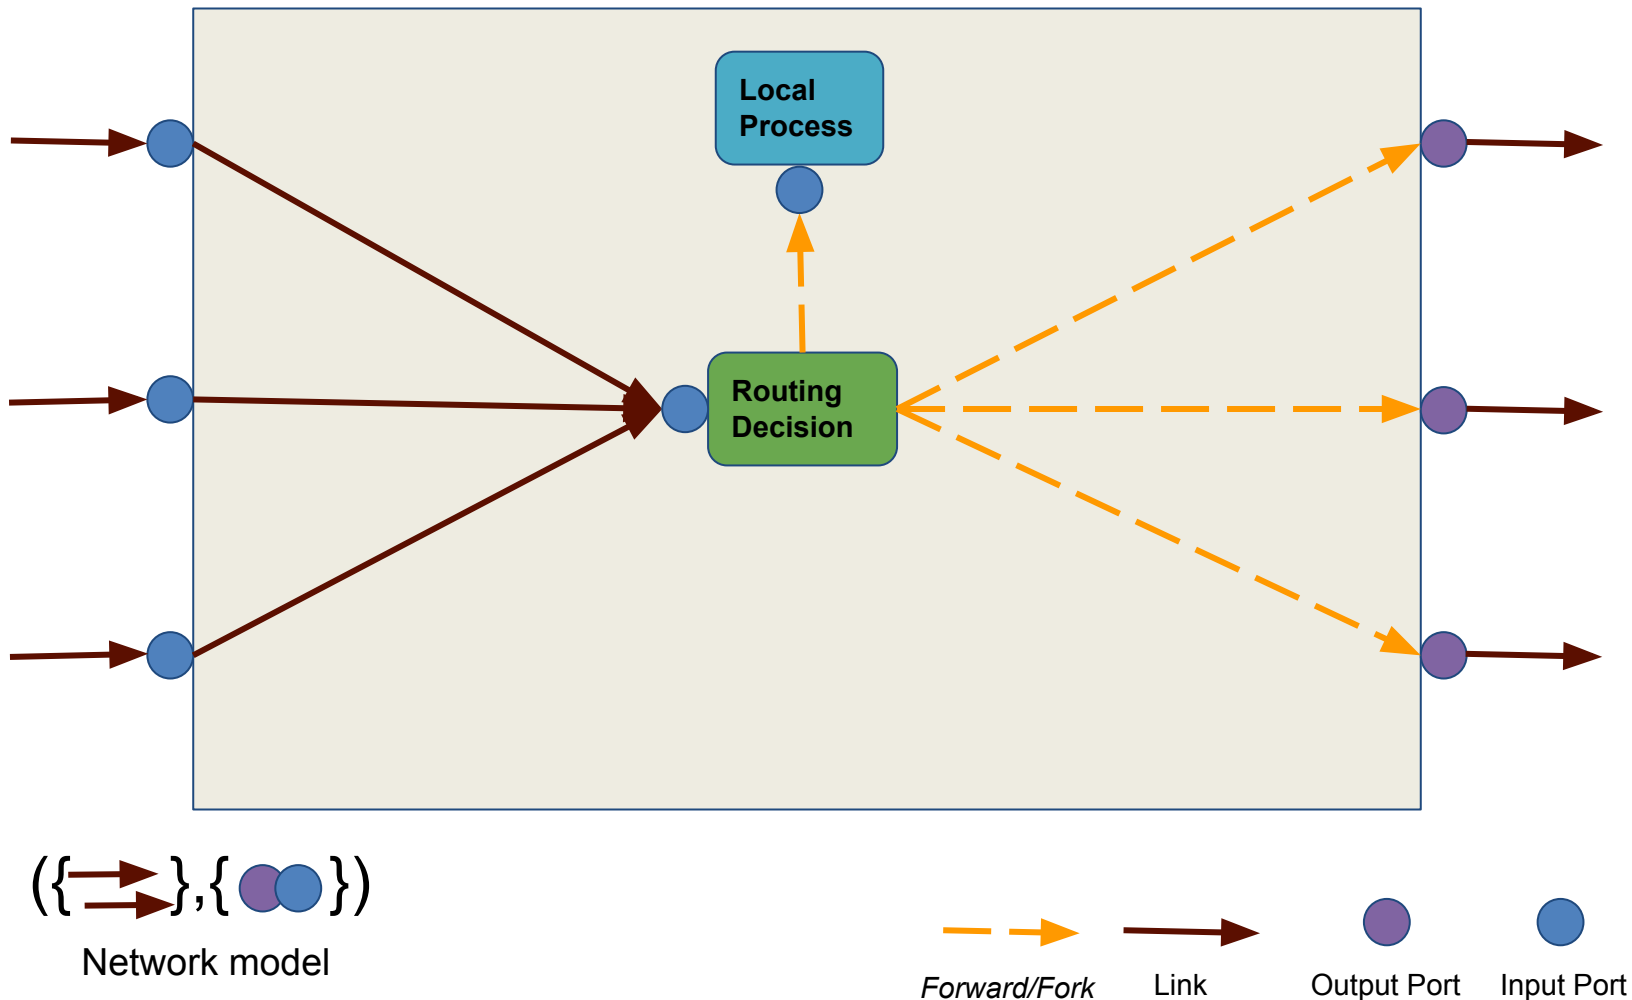 Local
Process
Routing
Decision
({ },{ })
Network model
Forward/Fork
Link
Output Port
Input Port